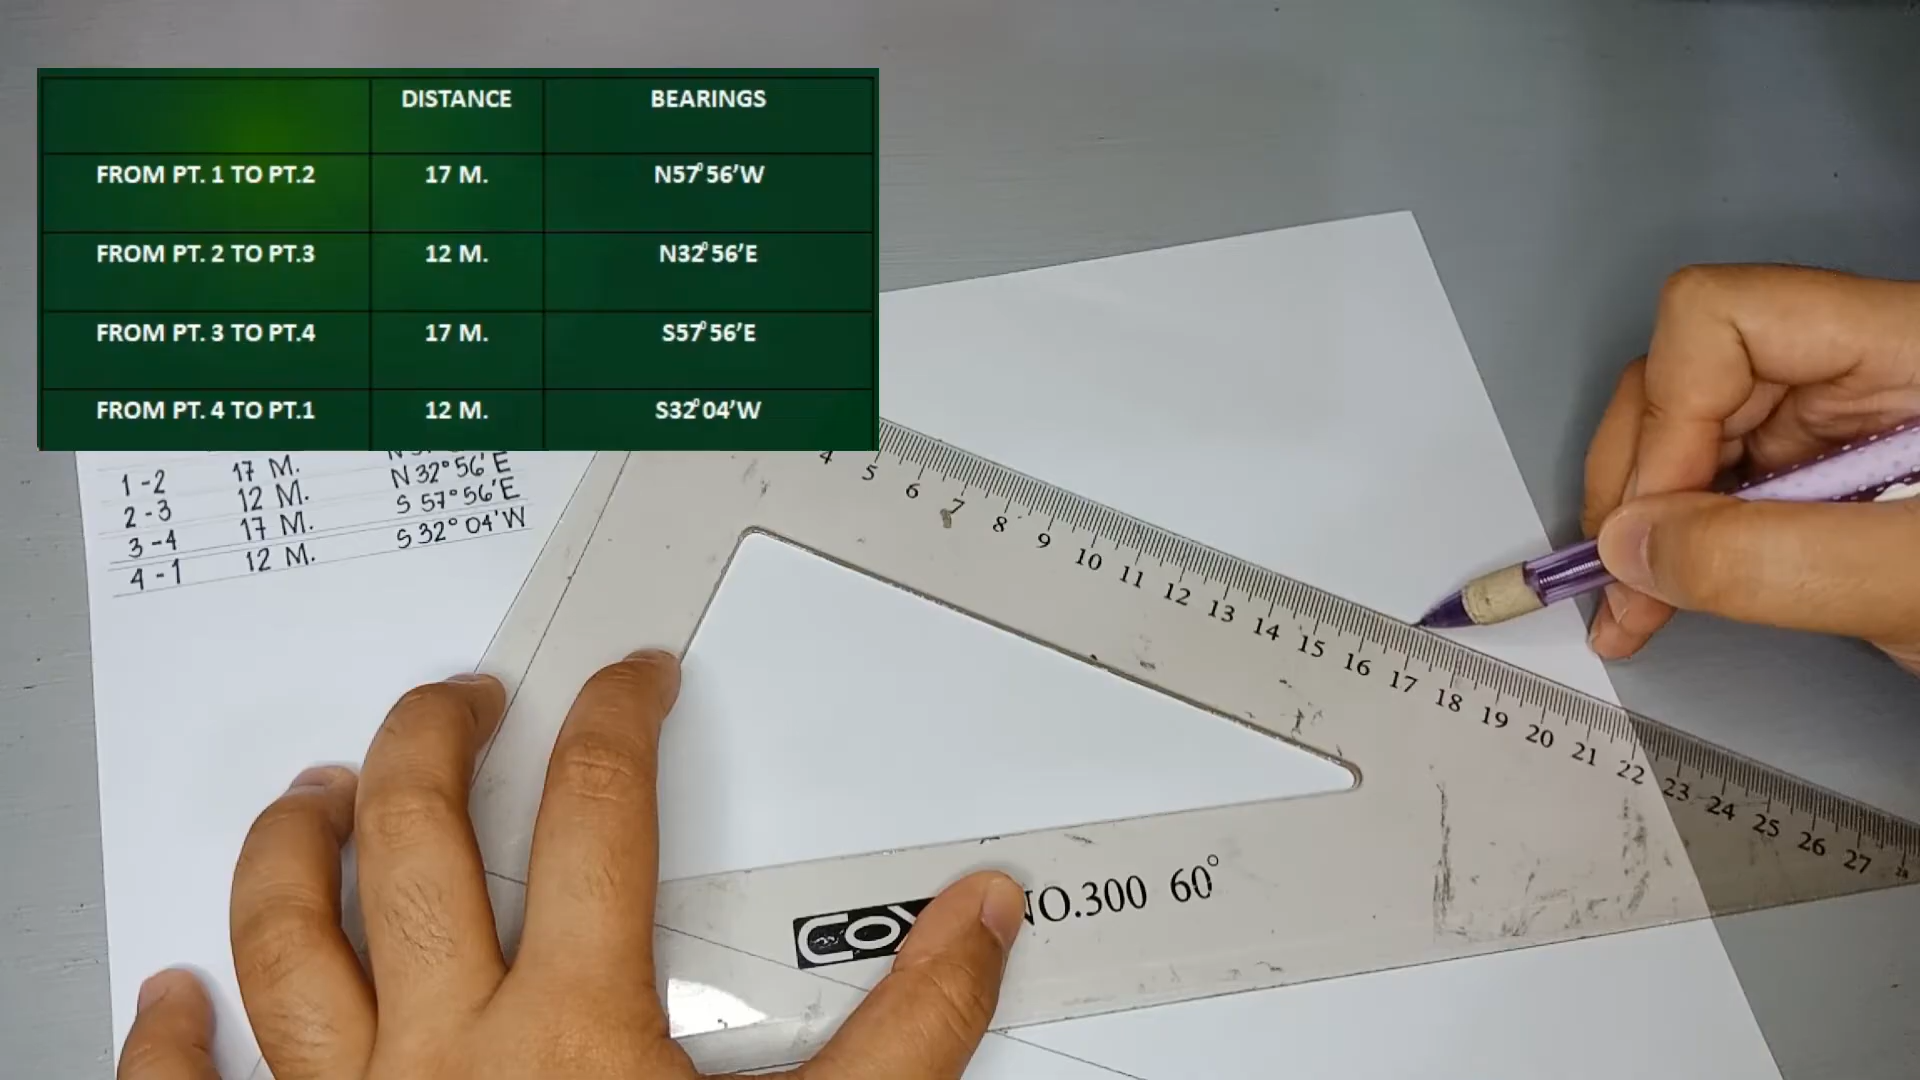 DISTANCE BEARINGS
FROM PT. 1 TO PT.2 17 M. N57°56'W
FROM PT. 2 TO PT.3 12 M. N32°56'E
FROM PT. 3 TO PT.4 17 M. S57°56'E
FROM PT. 4 TO PT.1 12 M. S32°04'W
1-2 17 M.
2-3 12 M. N 32°56'E
3-4 17 M. S 57°56'E
4-1 12 M. S 32°04'W
4 5 6 7 8 9 10 11 12 13 14 15 16 17 18 19 20 21 22 23 24 25 26 27 28
NO.300 60°